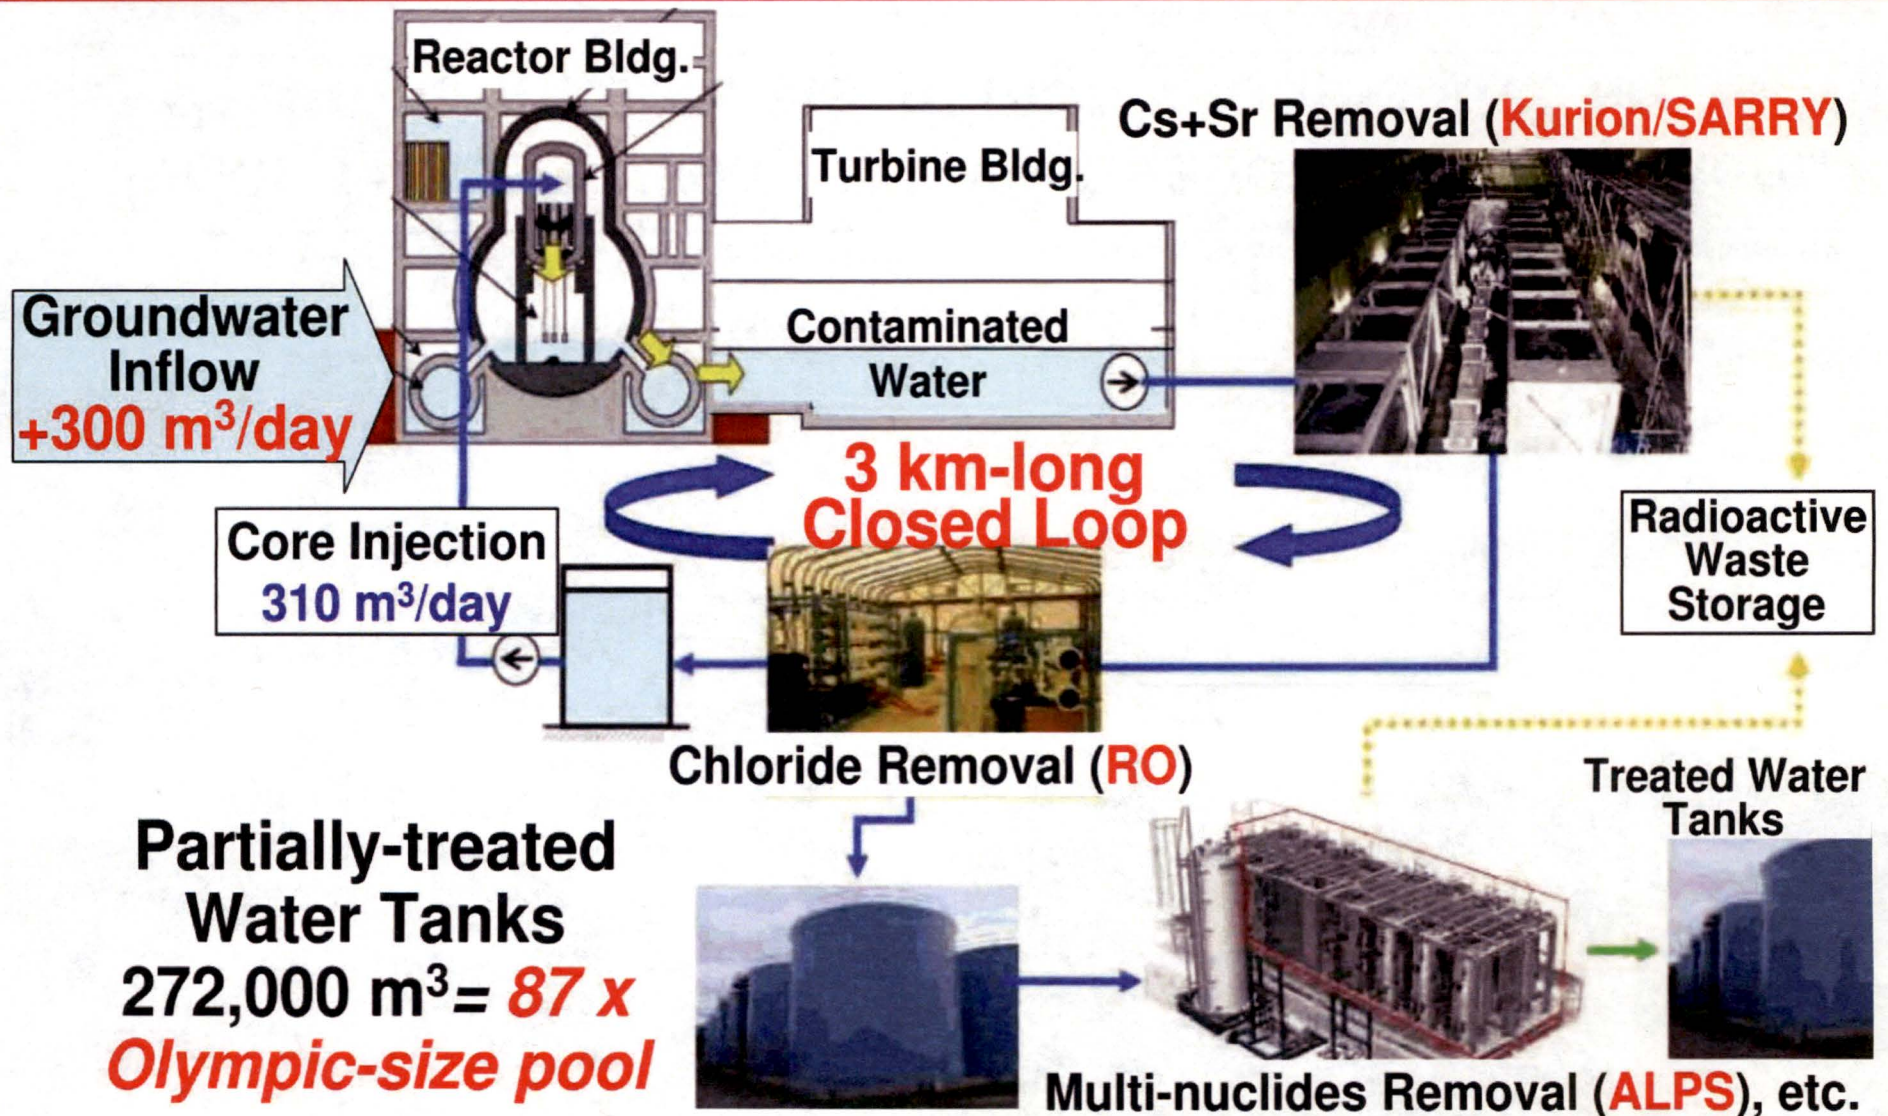 Reactor Bldg.
Turbine Bldg.
Cs+Sr Removal (Kurion/SARRY)
Groundwater
Inflow
+300 m³/day
Contaminated
Water
3 km-long
Closed Loop
Core Injection
310 m³/day
Radioactive
Waste
Storage
Chloride Removal (RO)
Treated Water
Tanks
Partially-treated
Water Tanks
272,000 m³= 87 x
Olympic-size pool
Multi-nuclides Removal (ALPS), etc.